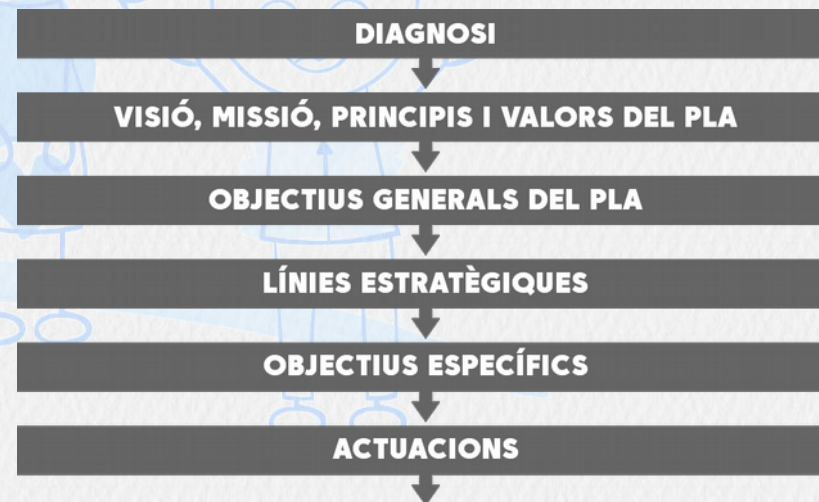 DIAGNOSI
VISIÓ, MISSIÓ, PRINCIPIS I VALORS DEL PLA
OBJECTIUS GENERALS DEL PLA
LÍNIES ESTRATÈGIQUES
OBJECTIUS ESPECÍFICS
ACTUACIONS